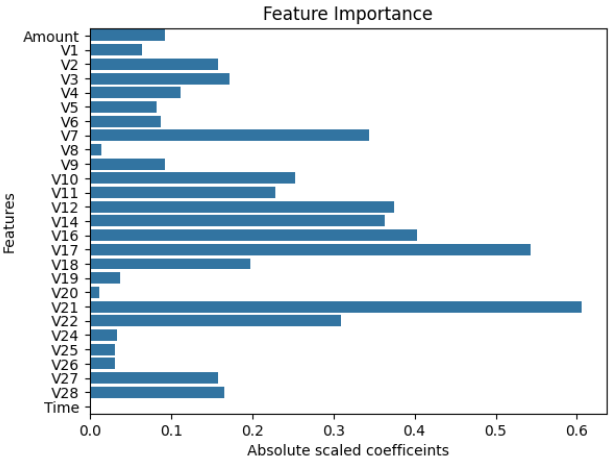 Feature Importance
Features
Amount
V1
V2
V3
V4
V5
V6
V7
V8
V9
V10
V11
V12
V14
V16
V17
V18
V19
V20
V21
V22
V24
V25
V26
V27
V28
Time
0.0 0.1 0.2 0.3 0.4 0.5 0.6
Absolute scaled coefficeints